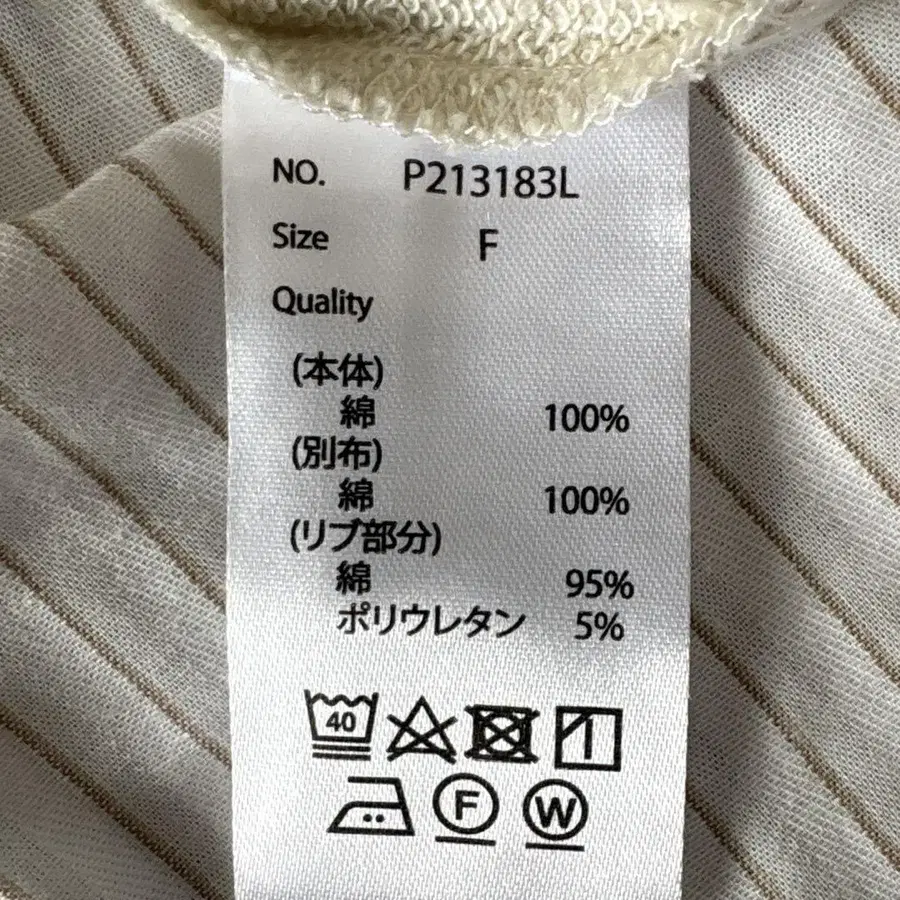 NO. P213183L
Size F
Quality
(本体)
綿 100%
(別布)
綿 100%
(リブ部分)
綿 95%
ポリウレタン 5%
40
F W